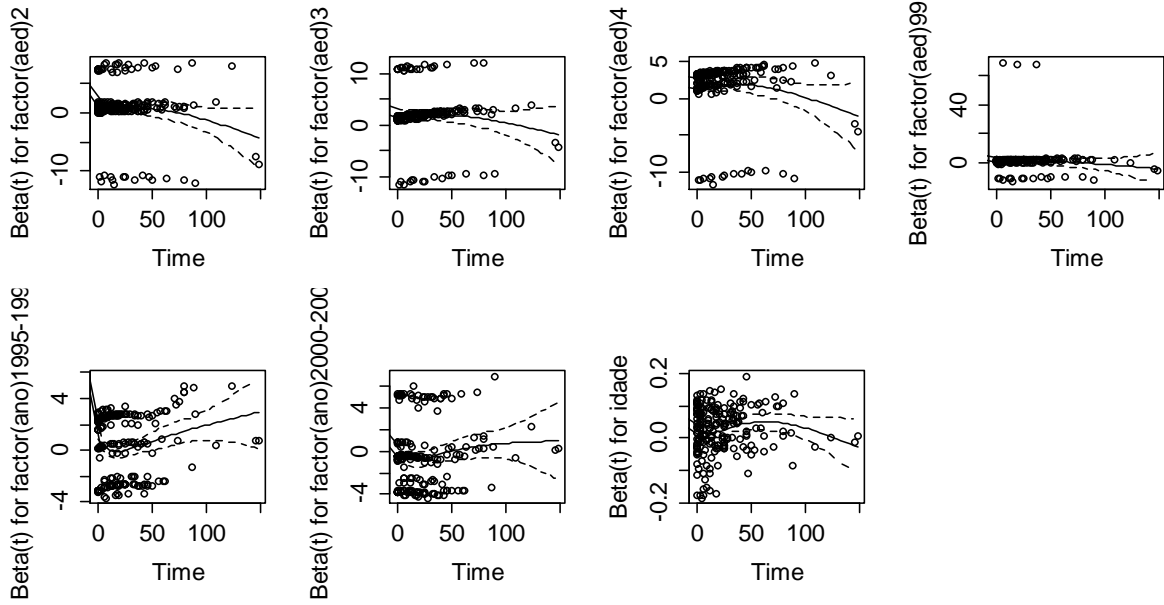 Beta(t) for factor(aed)2
0
-10
0 50 100
Time
Beta(t) for factor(aed)3
10
0
-10
0 50 100
Time
Beta(t) for factor(aed)4
5
0
-10
0 50 100
Time
Beta(t) for factor(aed)99
40
0
0 50 100
Time
Beta(t) for factor(ano)1995-199
4
0
-4
0 50 100
Time
Beta(t) for factor(ano)2000-200
4
0
-4
0 50 100
Time
Beta(t) for idade
0.2
0.0
-0.2
0 50 100
Time